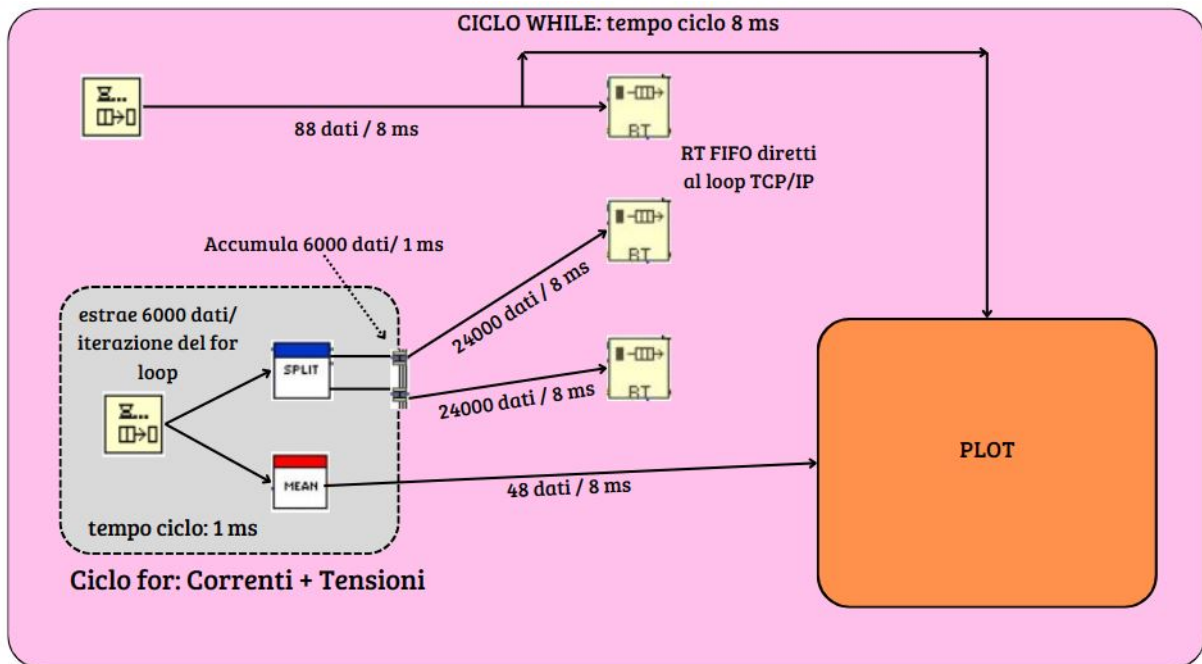 CICLO WHILE: tempo ciclo 8 ms
88 dati / 8 ms
RT
RT FIFO diretti
al loop TCP/IP
RT
Accumula 6000 dati/ 1 ms
24000 dati / 8 ms
estrae 6000 dati/
iterazione del for
loop
SPLIT
RT
24000 dati / 8 ms
MEAN
48 dati / 8 ms
PLOT
tempo ciclo: 1 ms
Ciclo for: Correnti + Tensioni